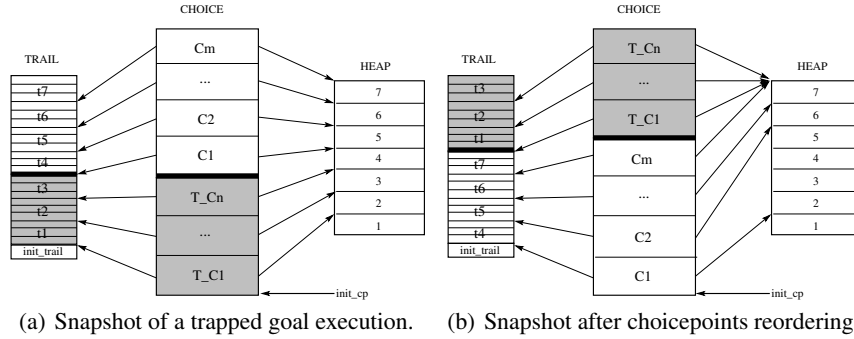 CHOICE
TRAIL
HEAP
Cm
...
C2
C1
T_Cn
...
T_C1
t7
t6
t5
t4
t3
t2
t1
init_trail
7
6
5
4
3
2
1
init_cp
(a) Snapshot of a trapped goal execution.
CHOICE
TRAIL
HEAP
T_Cn
...
T_C1
Cm
...
C2
C1
t3
t2
t1
t7
t6
t5
t4
init_trail
7
6
5
4
3
2
1
init_cp
(b) Snapshot after choicepoints reordering